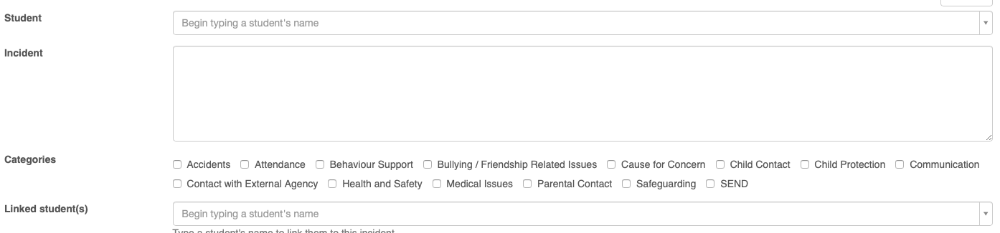 Student
Begin typing a student's name
Incident
Categories
Accidents Attendance Behaviour Support Bullying / Friendship Related Issues Cause for Concern Child Contact Child Protection Communication
Contact with External Agency Health and Safety Medical Issues Parental Contact Safeguarding SEND
Linked student(s)
Begin typing a student's name
Type a student's name to link them to this incident